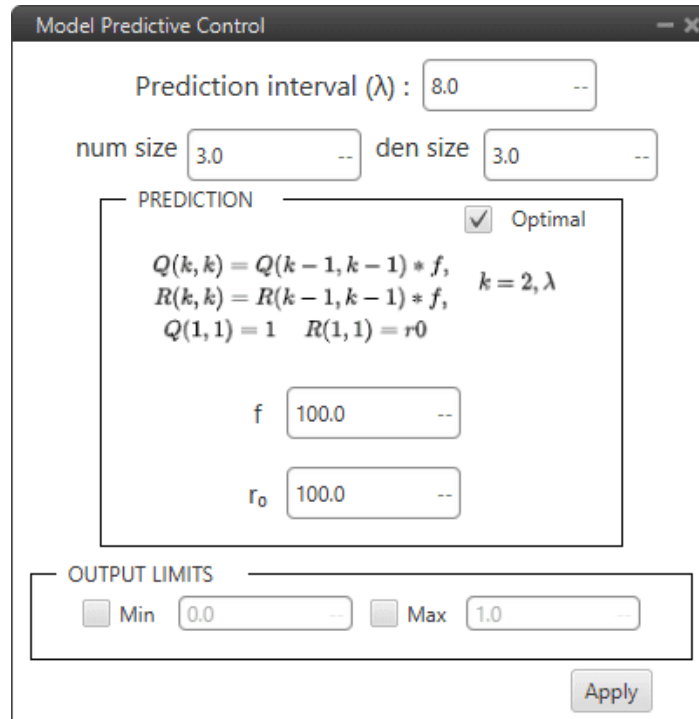 Model Predictive Control
Prediction interval (λ) : 8.0 --
num size 3.0 -- den size 3.0 --
PREDICTION
Optimal
Q(k, k) = Q(k − 1, k − 1) * f,
k = 2, λ
R(k, k) = R(k − 1, k − 1) * f,
Q(1, 1) = 1 R(1, 1) = r0
f 100.0 --
r₀ 100.0 --
OUTPUT LIMITS
Min 0.0 -- Max 1.0 --
Apply